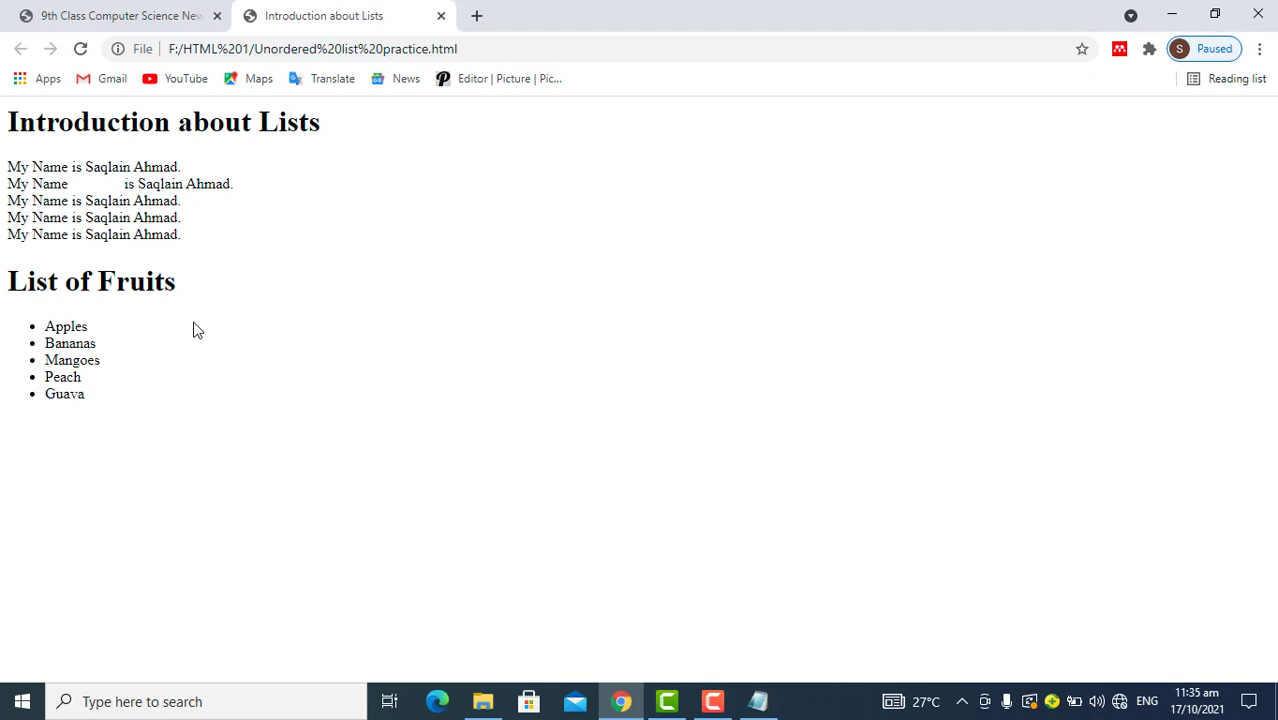 9th Class Computer Science New
Introduction about Lists
File
F:/HTML%201/Unordered%20list%20practice.html
S
Paused
Apps
Gmail
YouTube
Maps
Translate
News
Editor | Picture | Pic...
Reading list
Introduction about Lists
My Name is Saqlain Ahmad.
My Name is Saqlain Ahmad.
My Name is Saqlain Ahmad.
My Name is Saqlain Ahmad.
My Name is Saqlain Ahmad.
List of Fruits
• Apples
• Bananas
• Mangoes
• Peach
• Guava
Type here to search
27°C
ENG
11:35 am
17/10/2021